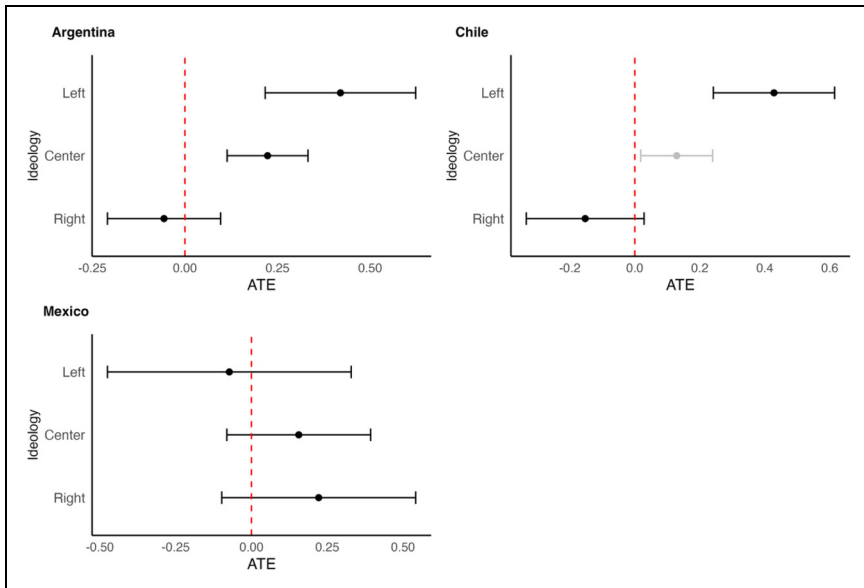 Argentina
Ideology
Left
Center
Right
-0.25 0.00 0.25 0.50
ATE
Chile
Ideology
Left
Center
Right
-0.2 0.0 0.2 0.4 0.6
ATE
Mexico
Ideology
Left
Center
Right
-0.50 -0.25 0.00 0.25 0.50
ATE